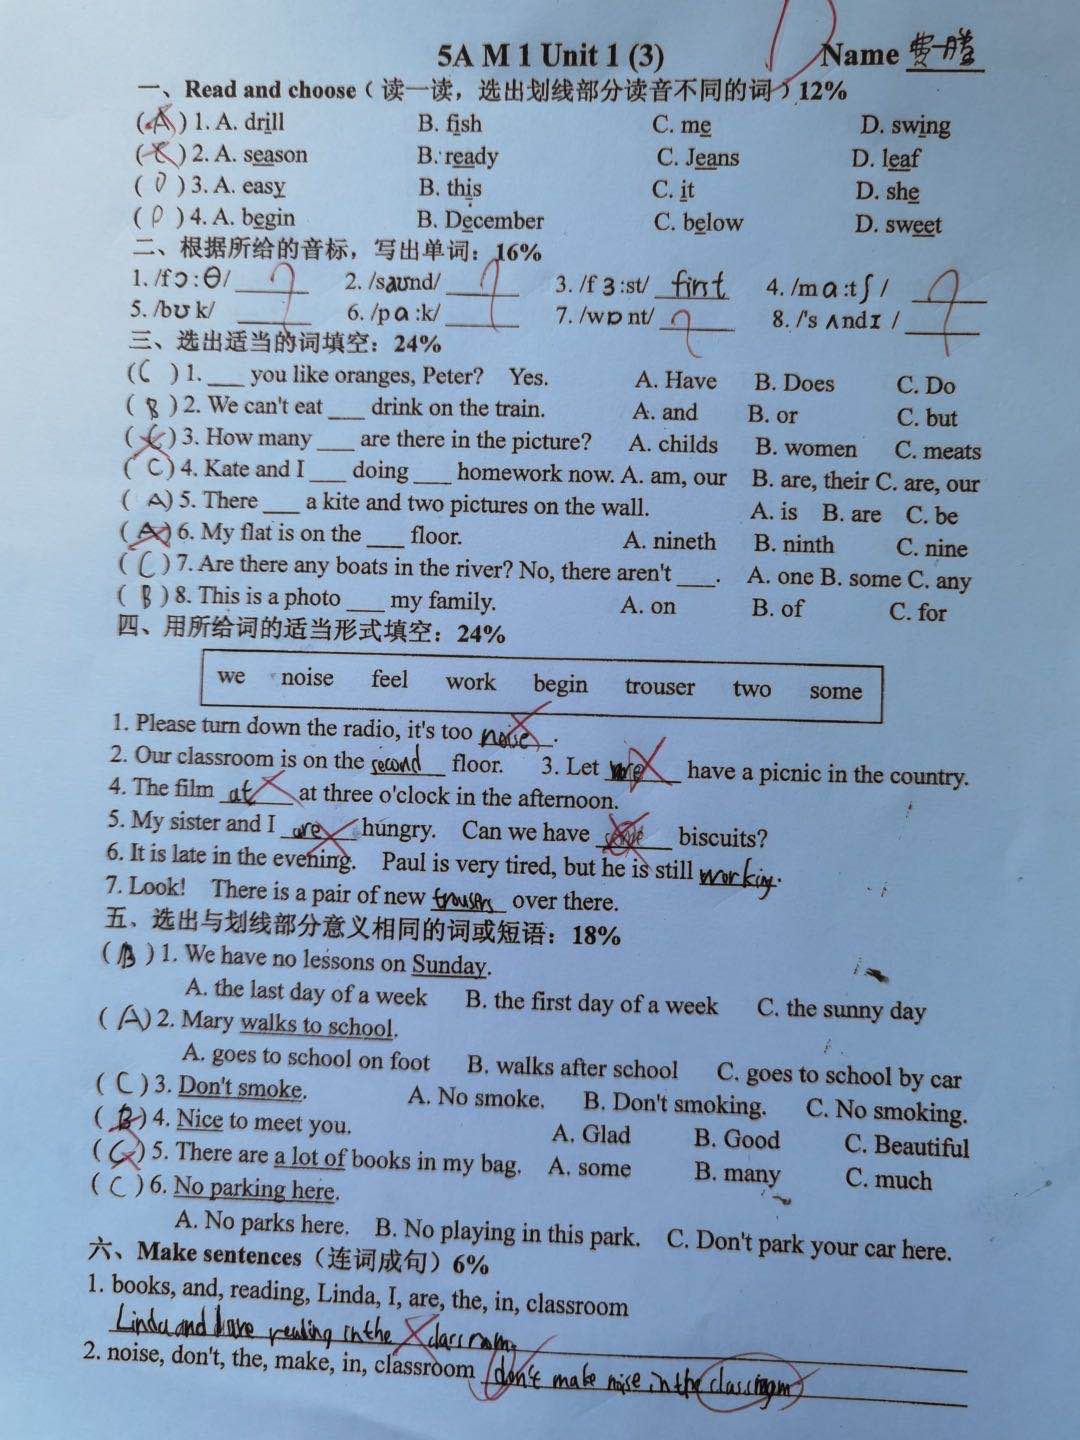 5A M 1 Unit 1 (3) Name 费一腾
一、Read and choose（读一读，选出划线部分读音不同的词）12%
( A ) 1. A. drill B. fish C. me D. swing
( C ) 2. A. season B. ready C. Jeans D. leaf
( D ) 3. A. easy B. this C. it D. she
( D ) 4. A. begin B. December C. below D. sweet
二、根据所给的音标，写出单词：16%
1. /fɔ:θ/ ______ 2. /saʊnd/ ______ 3. /fɜ:st/ first 4. /mɑ:tʃ/ ______
5. /bʊk/ ______ 6. /pɑ:k/ ______ 7. /wɒnt/ ______ 8. /'sʌndɪ/ ______
三、选出适当的词填空：24%
( C ) 1. ___ you like oranges, Peter? Yes. A. Have B. Does C. Do
( B ) 2. We can't eat ___ drink on the train. A. and B. or C. but
( C ) 3. How many ___ are there in the picture? A. childs B. women C. meats
( C ) 4. Kate and I ___ doing ___ homework now. A. am, our B. are, their C. are, our
( A ) 5. There ___ a kite and two pictures on the wall. A. is B. are C. be
( A ) 6. My flat is on the ___ floor. A. nineth B. ninth C. nine
( C ) 7. Are there any boats in the river? No, there aren't ___. A. one B. some C. any
( B ) 8. This is a photo ___ my family. A. on B. of C. for
四、用所给词的适当形式填空：24%
we noise feel work begin trouser two some
1. Please turn down the radio, it's too noise.
2. Our classroom is on the second floor. 3. Let have a picnic in the country.
4. The film at at three o'clock in the afternoon.
5. My sister and I are hungry. Can we have some biscuits?
6. It is late in the evening. Paul is very tired, but he is still working.
7. Look! There is a pair of new trousers over there.
五、选出与划线部分意义相同的词或短语：18%
( B ) 1. We have no lessons on Sunday.
A. the last day of a week B. the first day of a week C. the sunny day
( A ) 2. Mary walks to school.
A. goes to school on foot B. walks after school C. goes to school by car
( C ) 3. Don't smoke. A. No smoke. B. Don't smoking. C. No smoking.
( B ) 4. Nice to meet you. A. Glad B. Good C. Beautiful
( C ) 5. There are a lot of books in my bag. A. some B. many C. much
( C ) 6. No parking here.
A. No parks here. B. No playing in this park. C. Don't park your car here.
六、Make sentences（连词成句）6%
1. books, and, reading, Linda, I, are, the, in, classroom
Linda and I are reading in the classroom.
2. noise, don't, the, make, in, classroom don't make noise in the classroom